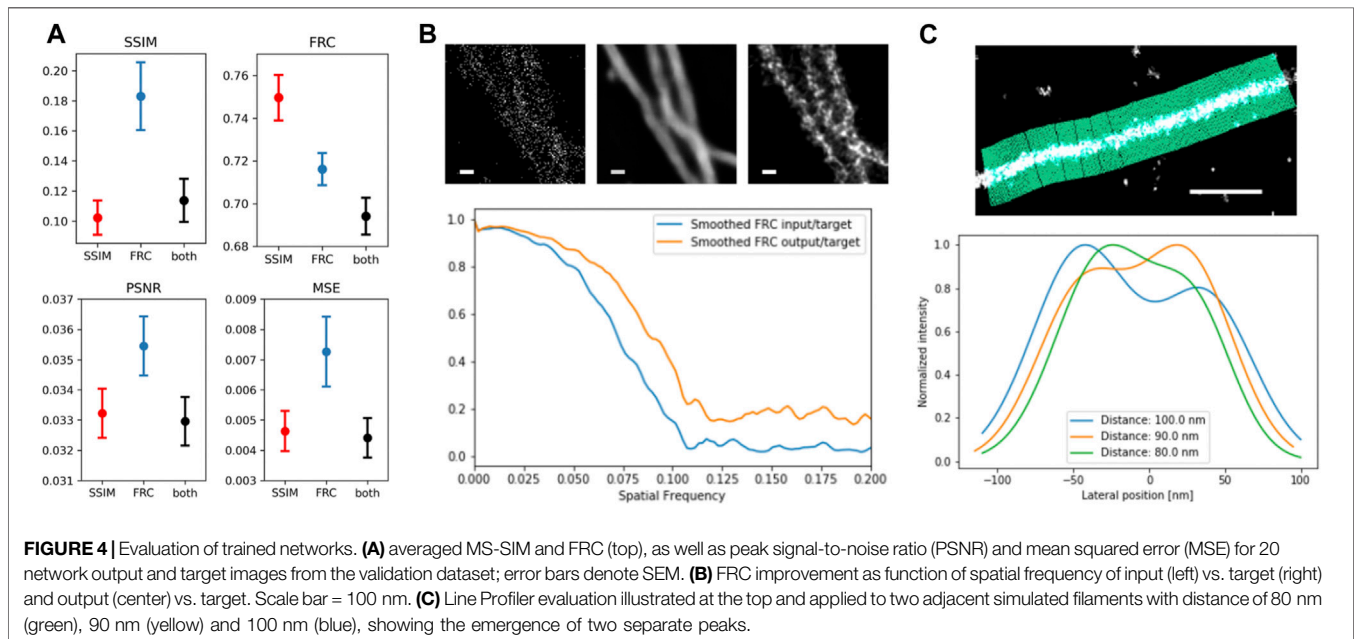 A
SSIM
FRC
0.20
0.18
0.16
0.14
0.12
0.10
0.76
0.74
0.72
0.70
0.68
SSIM FRC both
SSIM FRC both
PSNR
MSE
0.037
0.036
0.035
0.034
0.033
0.032
0.031
0.009
0.008
0.007
0.006
0.005
0.004
0.003
SSIM FRC both
SSIM FRC both
B
Smoothed FRC input/target
Smoothed FRC output/target
1.0
0.8
0.6
0.4
0.2
0.0
0.000 0.025 0.050 0.075 0.100 0.125 0.150 0.175 0.200
Spatial Frequency
C
Normalized intensity
1.0
0.8
0.6
0.4
0.2
0.0
Distance: 100.0 nm
Distance: 90.0 nm
Distance: 80.0 nm
−100 −50 0 50 100
Lateral position [nm]
FIGURE 4 | Evaluation of trained networks. (A) averaged MS-SIM and FRC (top), as well as peak signal-to-noise ratio (PSNR) and mean squared error (MSE) for 20
network output and target images from the validation dataset; error bars denote SEM. (B) FRC improvement as function of spatial frequency of input (left) vs. target (right)
and output (center) vs. target. Scale bar = 100 nm. (C) Line Profiler evaluation illustrated at the top and applied to two adjacent simulated filaments with distance of 80 nm
(green), 90 nm (yellow) and 100 nm (blue), showing the emergence of two separate peaks.